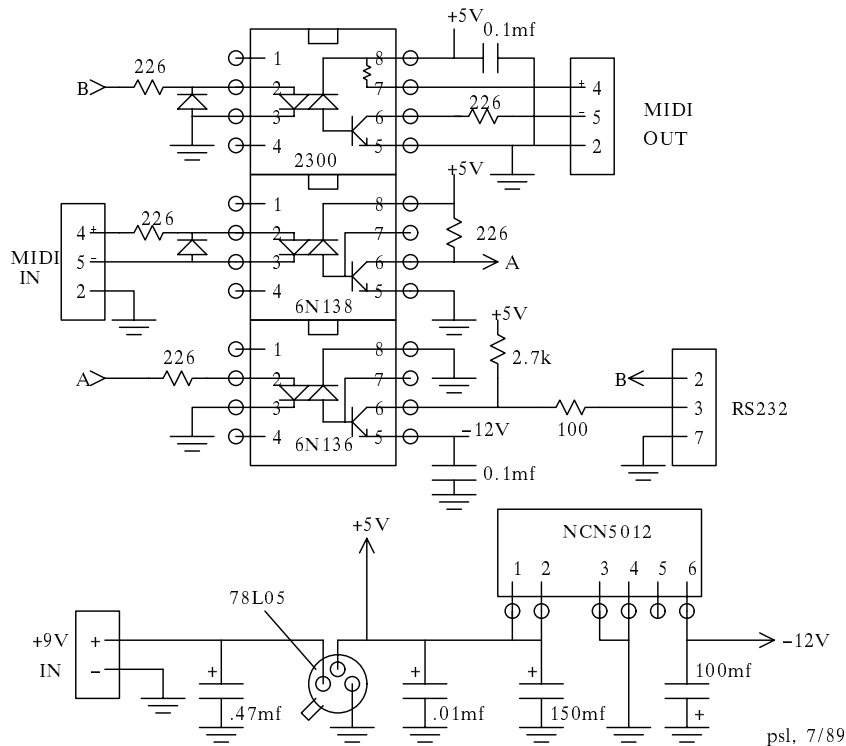 +5V
0.1mf
226
B
1
2
3
4
8
7
6
5
226
2300
+
4
-
5
2
MIDI
OUT
+5V
226
MIDI
IN
4 +
5 -
2
1
2
3
4
8
7
6
5
226
A
6N138
+5V
2.7k
A
226
1
2
3
4
8
7
6
5
6N136
-12V
0.1mf
100
B
2
3
7
RS232
+5V
NCN5012
1 2 3 4 5 6
78L05
+9V
IN
+
-
+
.47mf
+
.01mf
+
150mf
-12V
100mf
+
psl, 7/89